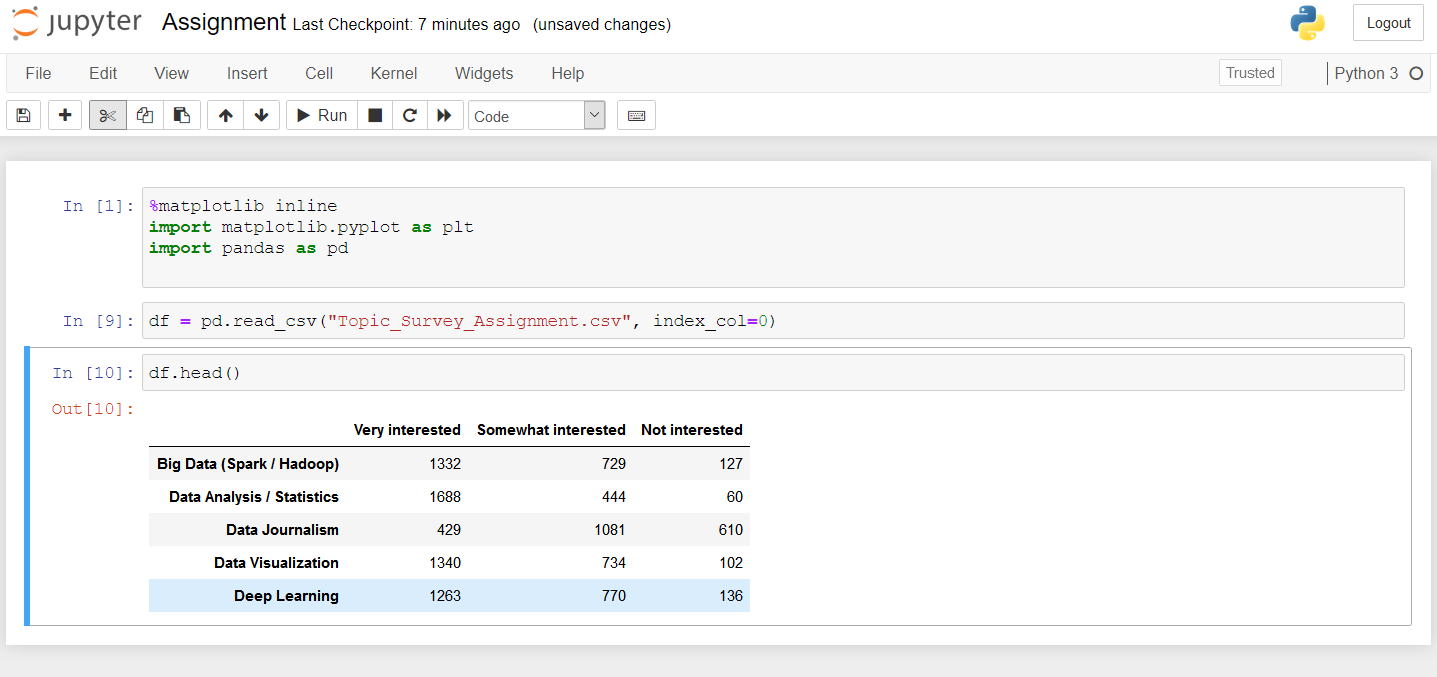 jupyter Assignment Last Checkpoint: 7 minutes ago (unsaved changes) Logout
File Edit View Insert Cell Kernel Widgets Help Trusted Python 3
Run Code
In [1]: %matplotlib inline
import matplotlib.pyplot as plt
import pandas as pd
In [9]: df = pd.read_csv("Topic_Survey_Assignment.csv", index_col=0)
In [10]: df.head()
Out[10]:
Very interested Somewhat interested Not interested
Big Data (Spark / Hadoop) 1332 729 127
Data Analysis / Statistics 1688 444 60
Data Journalism 429 1081 610
Data Visualization 1340 734 102
Deep Learning 1263 770 136